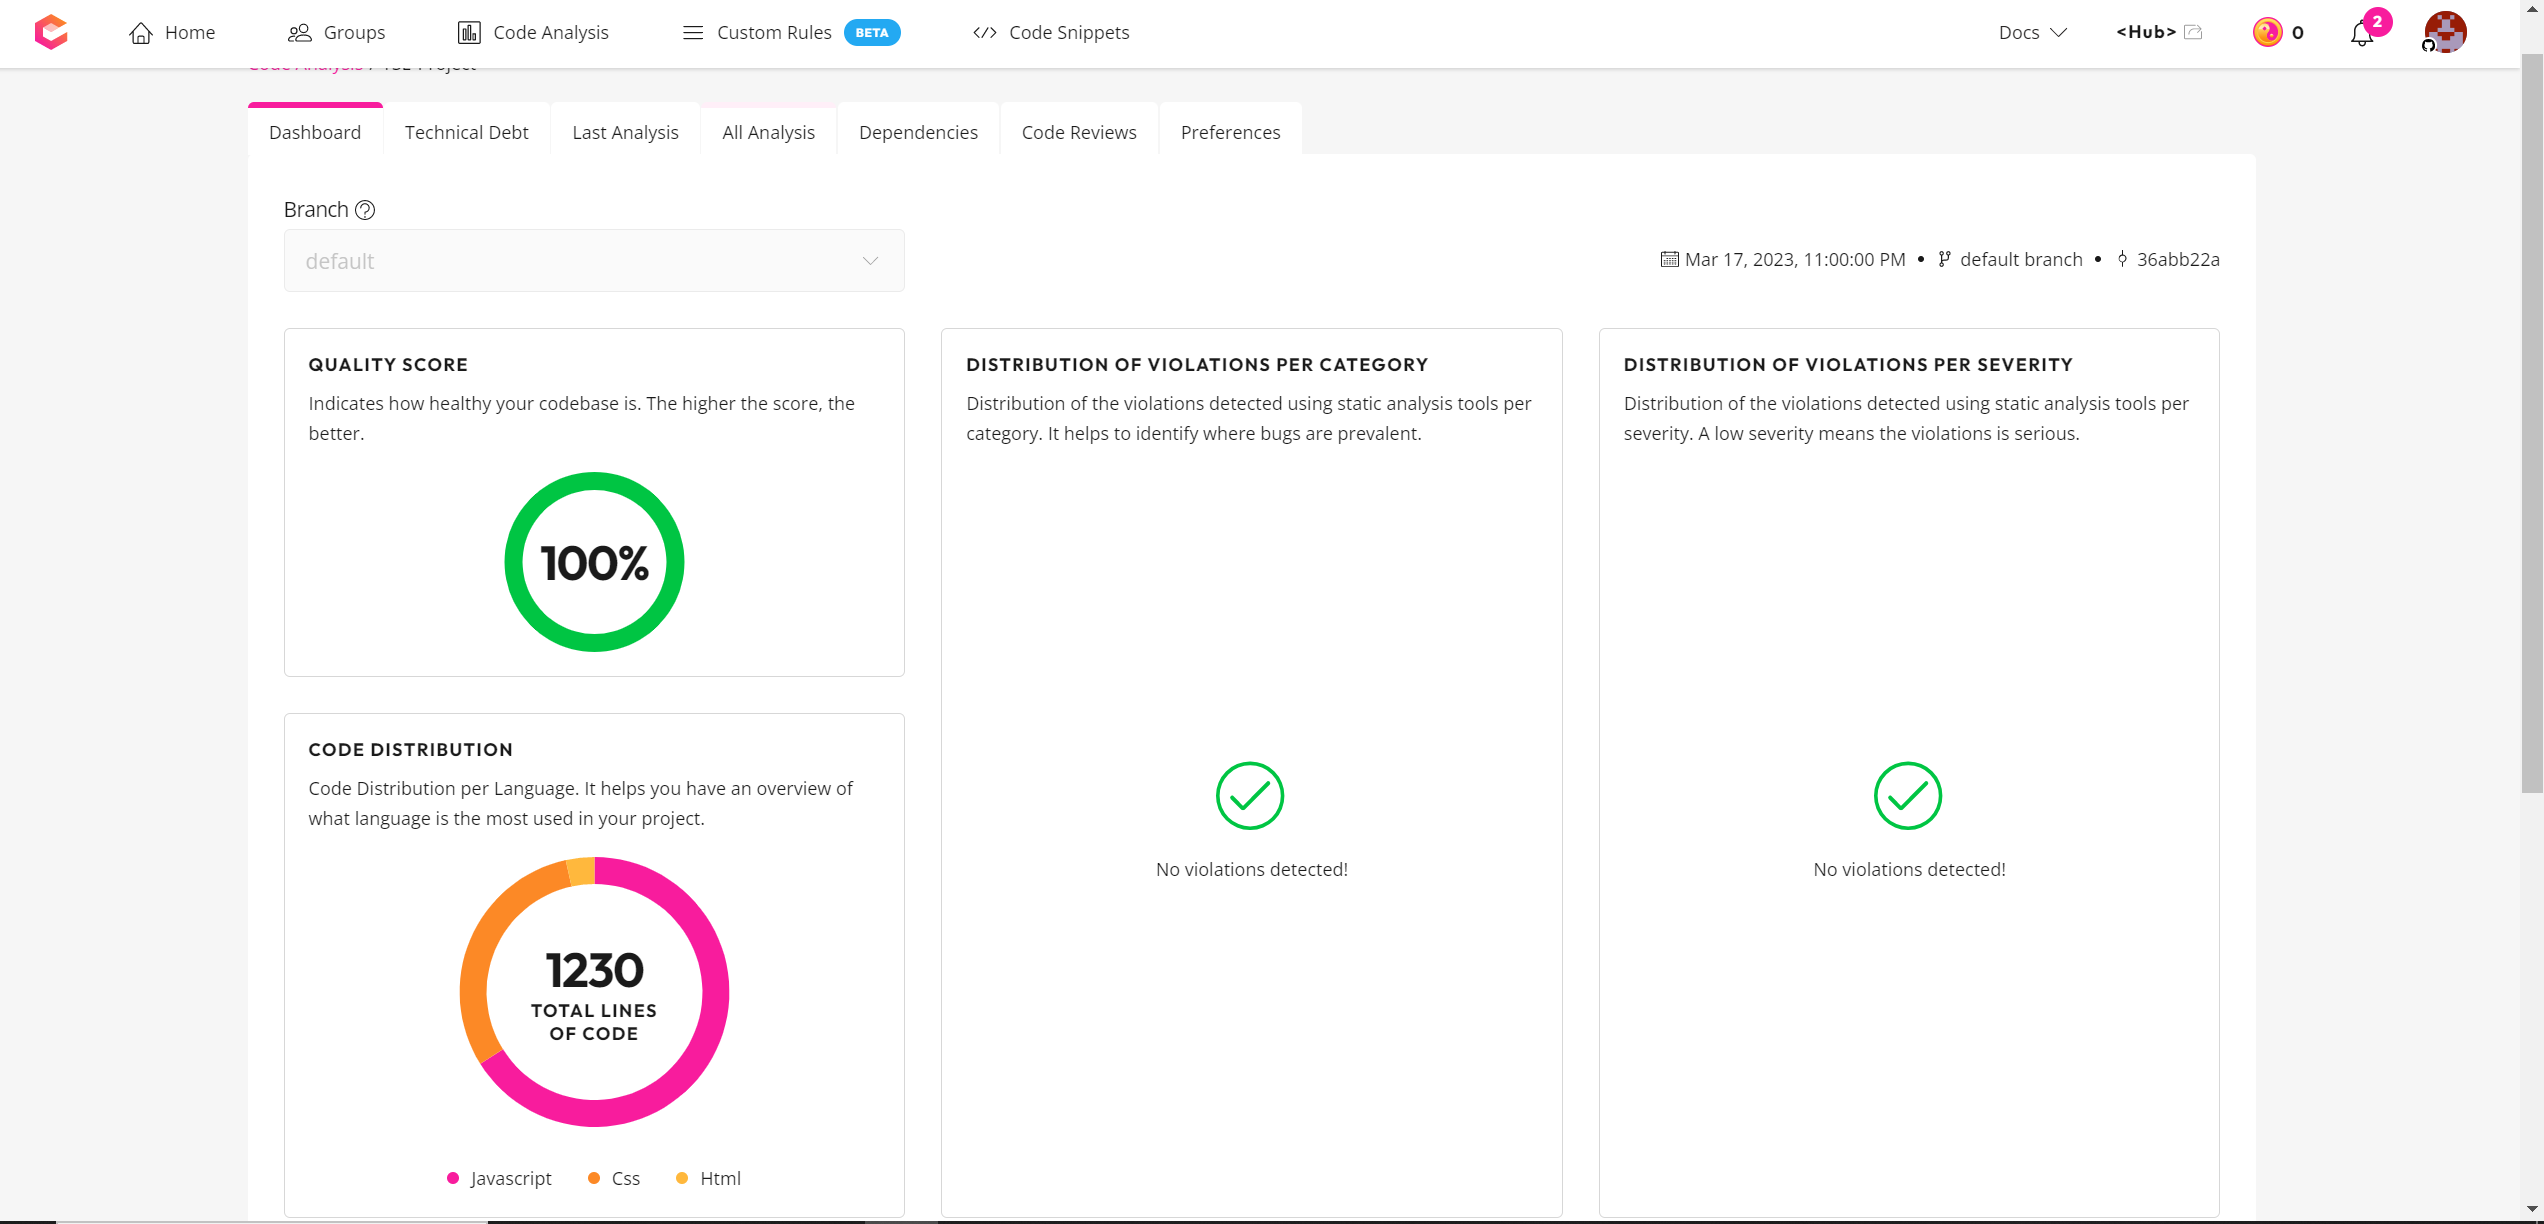 Home
Groups
Code Analysis
Custom Rules BETA
Code Snippets
Docs
<Hub>
0
2
Dashboard
Technical Debt
Last Analysis
All Analysis
Dependencies
Code Reviews
Preferences
Branch
default
Mar 17, 2023, 11:00:00 PM • default branch • 36abb22a
QUALITY SCORE
Indicates how healthy your codebase is. The higher the score, the
better.
100%
DISTRIBUTION OF VIOLATIONS PER CATEGORY
Distribution of the violations detected using static analysis tools per
category. It helps to identify where bugs are prevalent.
No violations detected!
DISTRIBUTION OF VIOLATIONS PER SEVERITY
Distribution of the violations detected using static analysis tools per
severity. A low severity means the violations is serious.
No violations detected!
CODE DISTRIBUTION
Code Distribution per Language. It helps you have an overview of
what language is the most used in your project.
1230
TOTAL LINES
OF CODE
Javascript
Css
Html